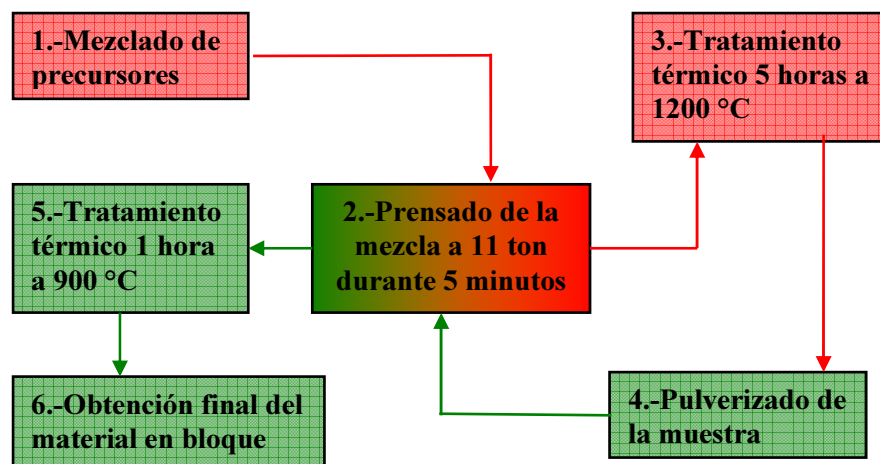 1.-Mezclado de
precursores
2.-Prensado de la
mezcla a 11 ton
durante 5 minutos
3.-Tratamiento
térmico 5 horas a
1200 °C
4.-Pulverizado de
la muestra
5.-Tratamiento
térmico 1 hora
a 900 °C
6.-Obtención final del
material en bloque